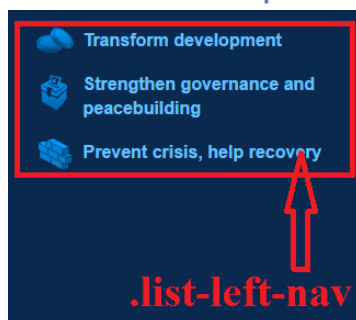 Transform development
Strengthen governance and
peacebuilding
Prevent crisis, help recovery
.list-left-nav